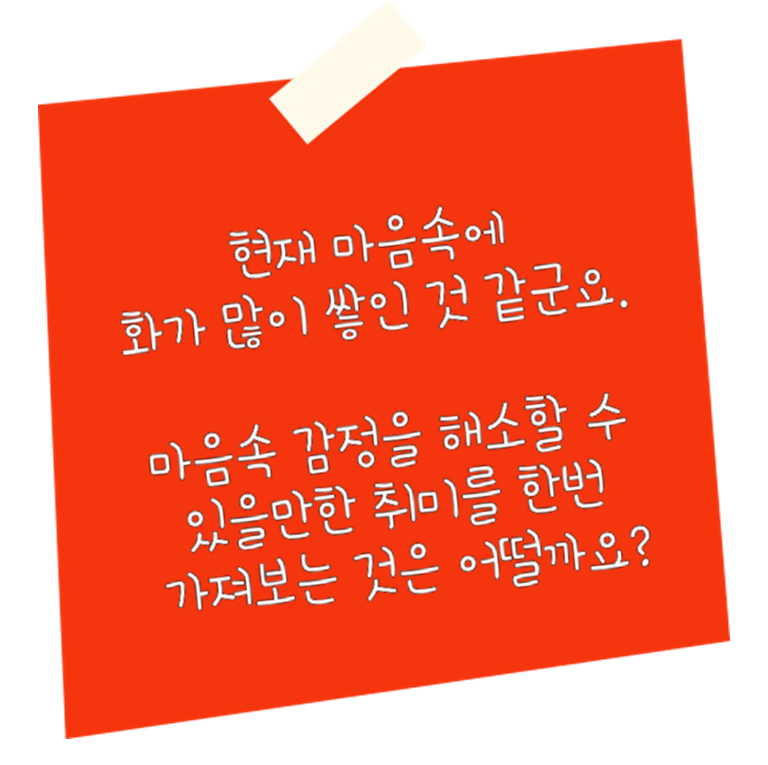 현재 마음속에
화가 많이 쌓인 것 같군요.
마음속 감정을 해소할 수
있을만한 취미를 한번
가져보는 것은 어떨까요?